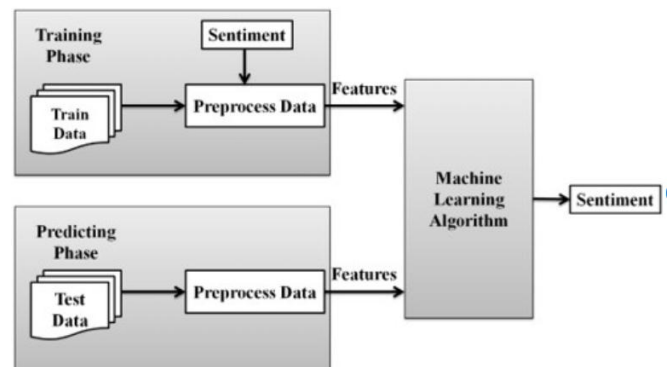 Training
Phase
Sentiment
Train
Data
Preprocess Data
Features
Machine
Learning
Algorithm
Sentiment
Predicting
Phase
Test
Data
Preprocess Data
Features